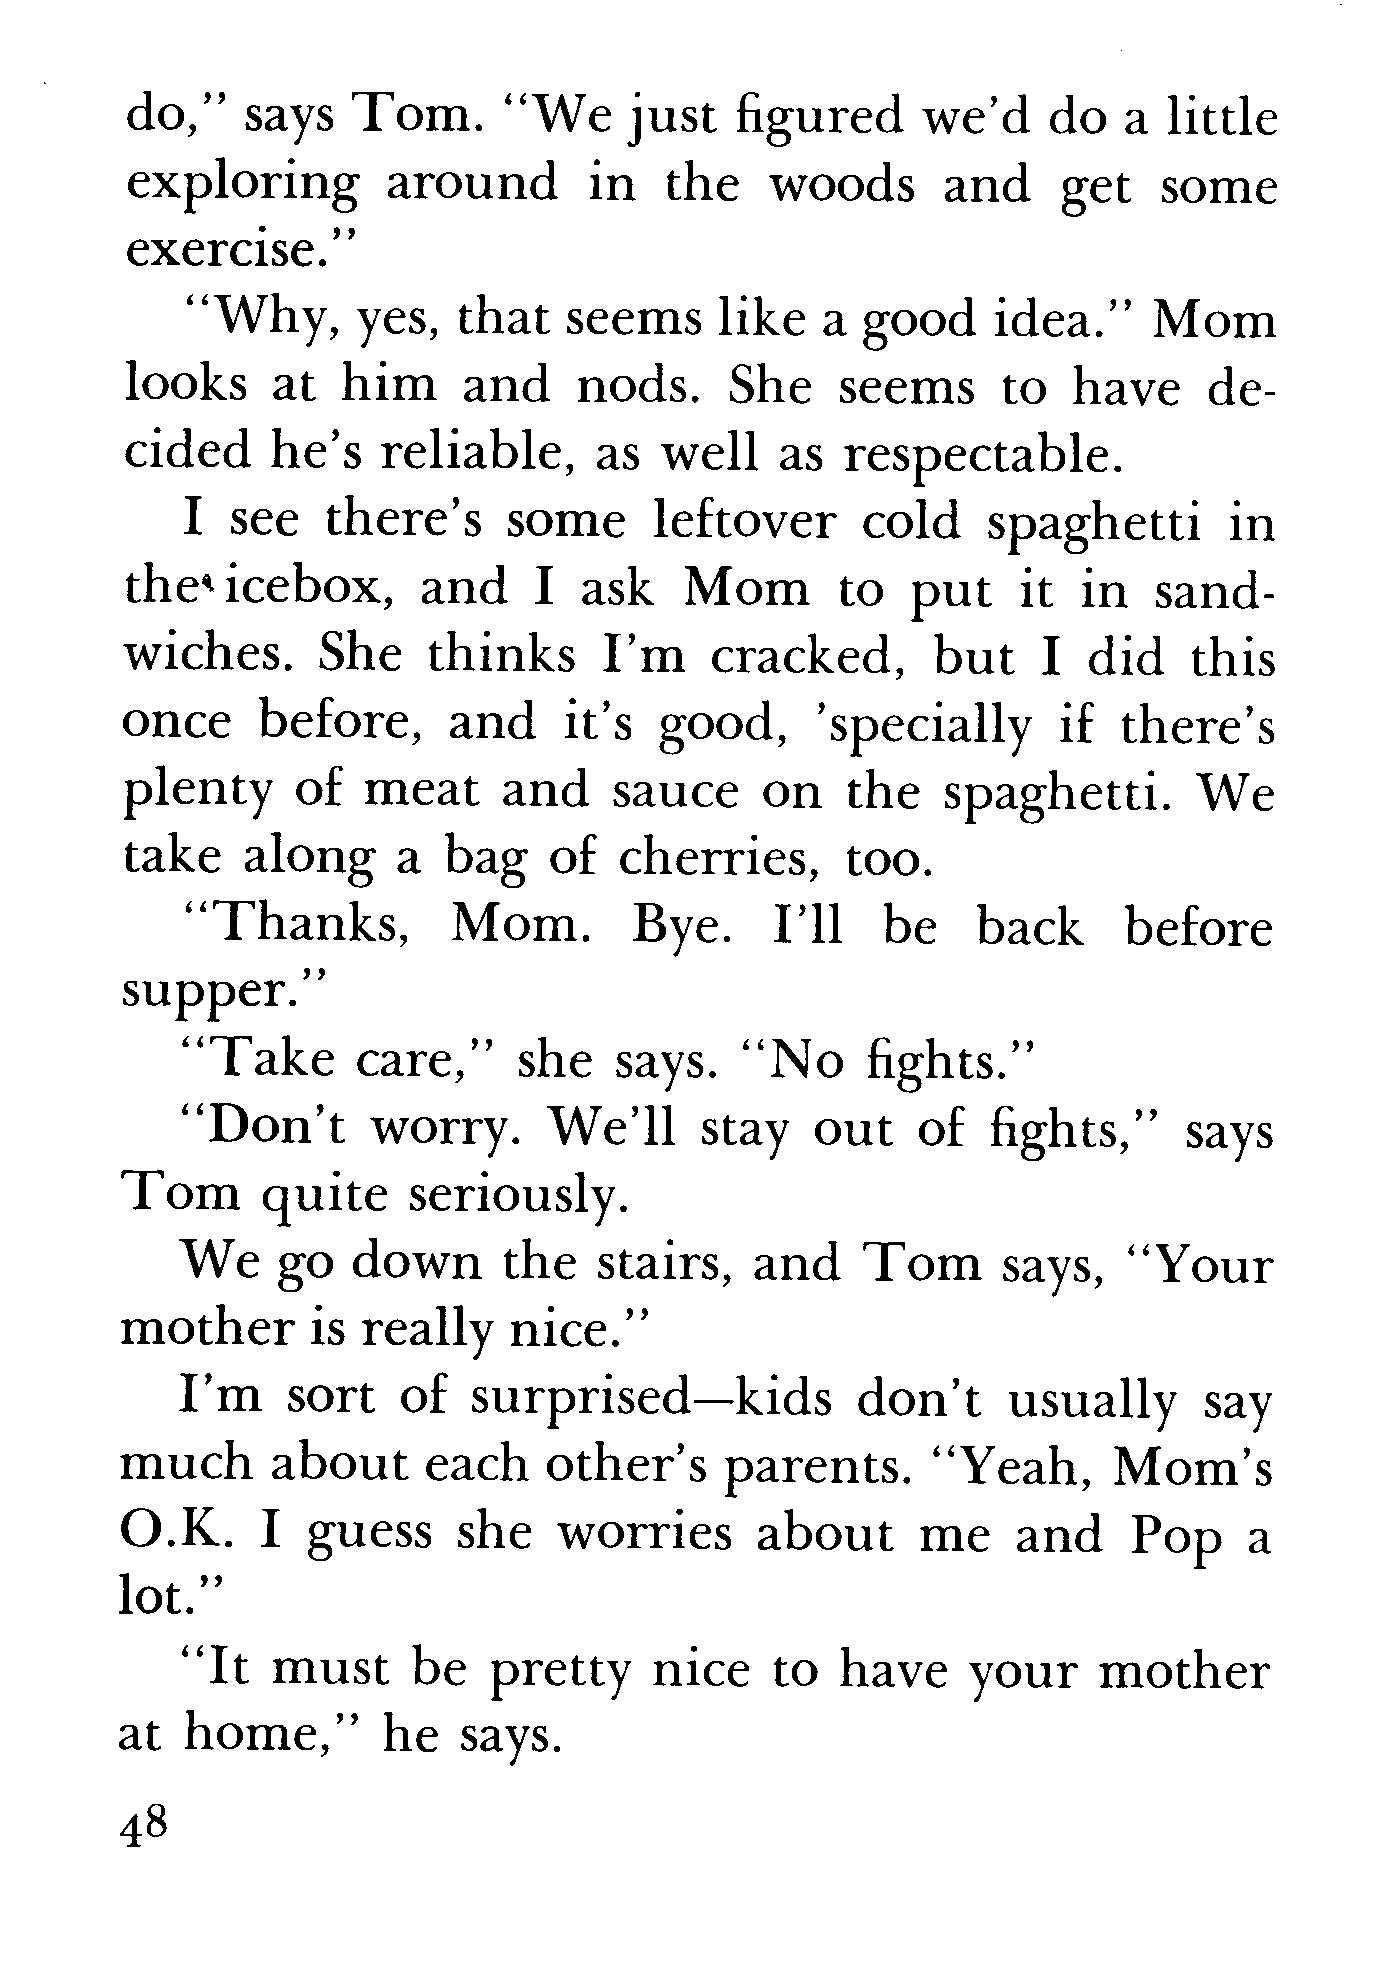 do,” says Tom. “We just figured we’d do a little
exploring around in the woods and get some
exercise.”
“Why, yes, that seems like a good idea.” Mom
looks at him and nods. She seems to have de-
cided he’s reliable, as well as respectable.
I see there’s some leftover cold spaghetti in
the icebox, and I ask Mom to put it in sand-
wiches. She thinks I’m cracked, but I did this
once before, and it’s good, ’specially if there’s
plenty of meat and sauce on the spaghetti. We
take along a bag of cherries, too.
“Thanks, Mom. Bye. I’ll be back before
supper.”
“Take care,” she says. “No fights.”
“Don’t worry. We’ll stay out of fights,” says
Tom quite seriously.
We go down the stairs, and Tom says, “Your
mother is really nice.”
I’m sort of surprised—kids don’t usually say
much about each other’s parents. “Yeah, Mom’s
O.K. I guess she worries about me and Pop a
lot.”
“It must be pretty nice to have your mother
at home,” he says.
48